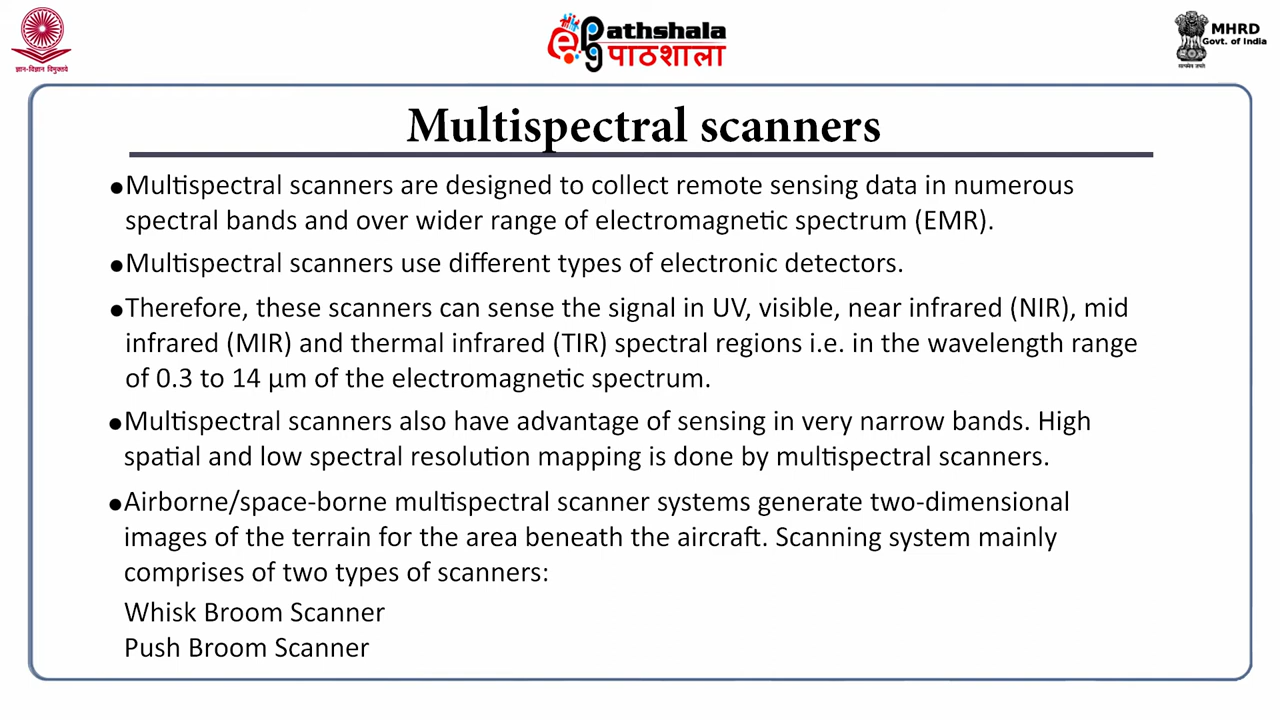 ज्ञान-विज्ञान विमुक्तये
ePG Pathshala
पाठशाला
MHRD
Govt. of India
सत्यमेव जयते
Multispectral scanners
●Multispectral scanners are designed to collect remote sensing data in numerous
spectral bands and over wider range of electromagnetic spectrum (EMR).
●Multispectral scanners use different types of electronic detectors.
●Therefore, these scanners can sense the signal in UV, visible, near infrared (NIR), mid
infrared (MIR) and thermal infrared (TIR) spectral regions i.e. in the wavelength range
of 0.3 to 14 µm of the electromagnetic spectrum.
●Multispectral scanners also have advantage of sensing in very narrow bands. High
spatial and low spectral resolution mapping is done by multispectral scanners.
●Airborne/space-borne multispectral scanner systems generate two-dimensional
images of the terrain for the area beneath the aircraft. Scanning system mainly
comprises of two types of scanners:
Whisk Broom Scanner
Push Broom Scanner